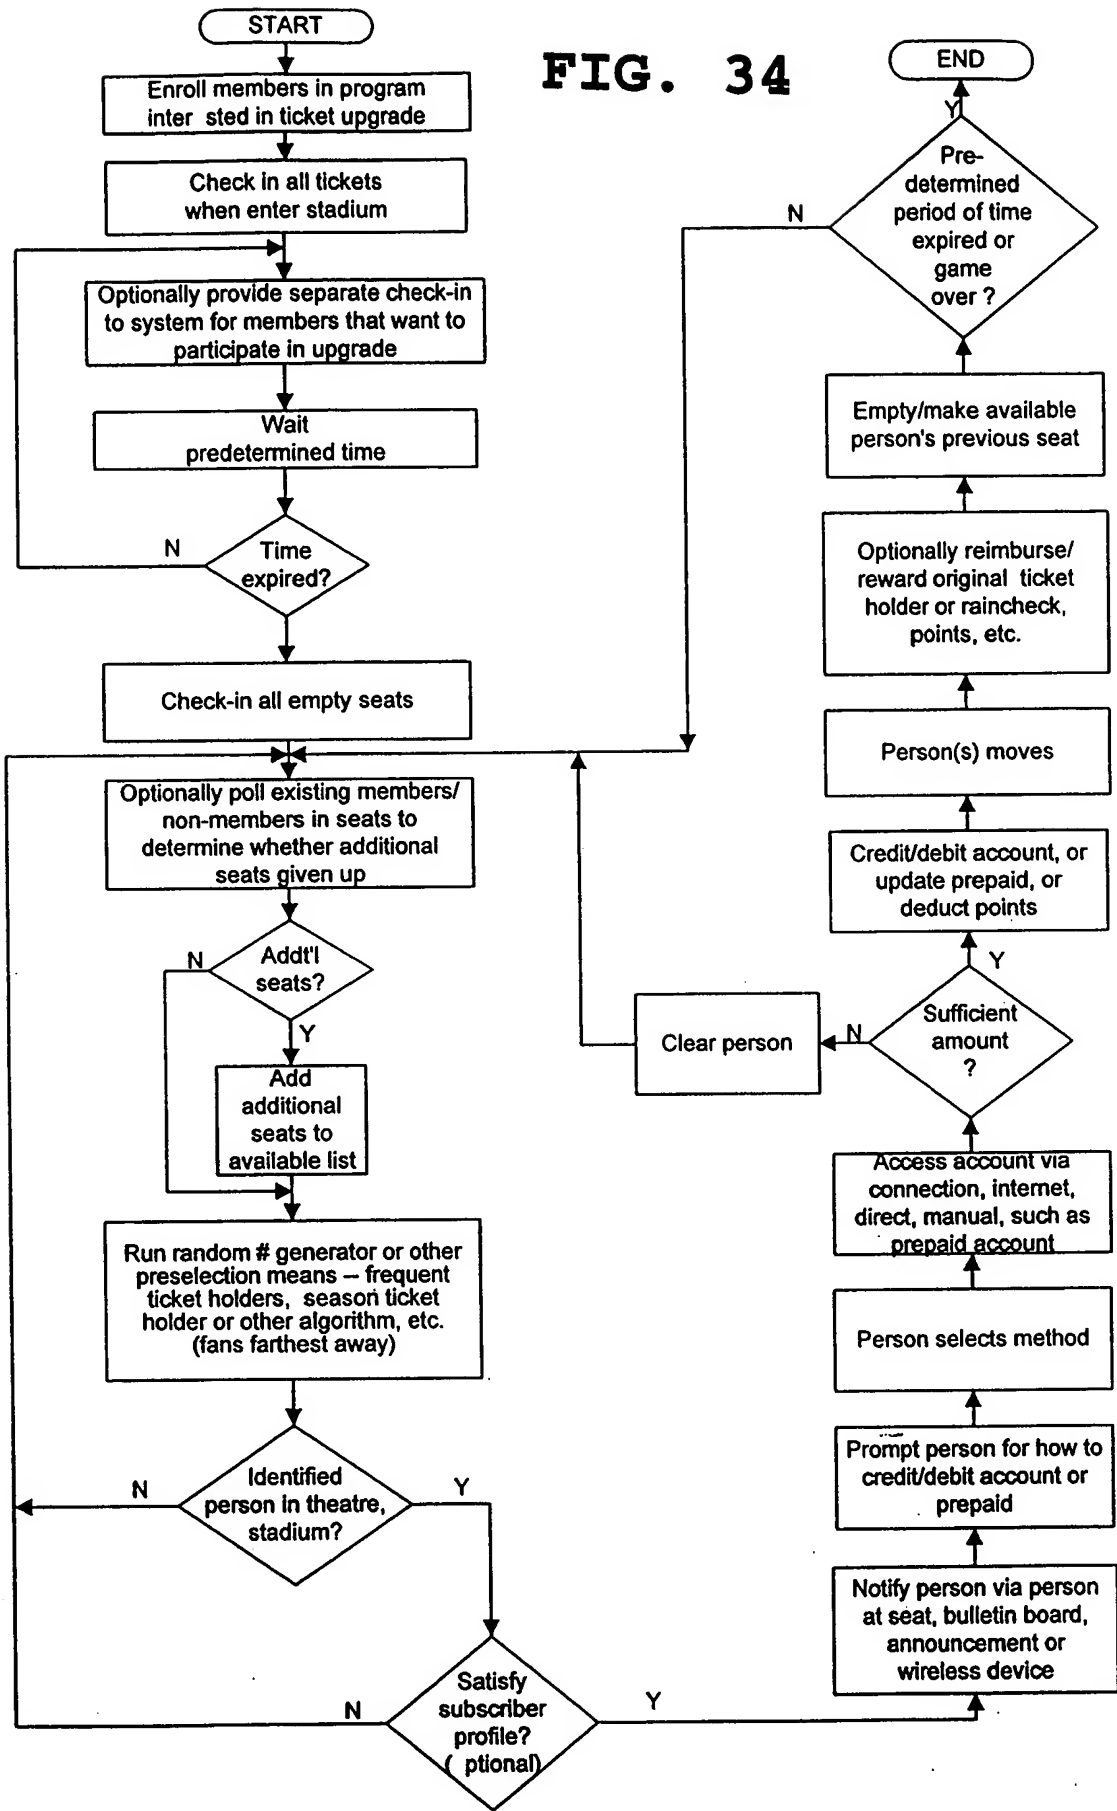 START
FIG. 34
Enroll members in program
inter sted in ticket upgrade
Check in all tickets
when enter stadium
Optionally provide separate check-in
to system for members that want to
participate in upgrade
Wait
predetermined time
N
Time
expired?
Check-in all empty seats
Optionally poll existing members/
non-members in seats to
determine whether additional
seats given up
N
Addt'l
seats?
Y
Add
additional
seats to
available list
Run random # generator or other
preselection means – frequent
ticket holders, season ticket
holder or other algorithm, etc.
(fans farthest away)
N
Identified
person in theatre,
stadium?
Y
N
Satisfy
subscriber
profile?
( ptional)
Y
Notify person via person
at seat, bulletin board,
announcement or
wireless device
Prompt person for how to
credit/debit account or
prepaid
Person selects method
Access account via
connection, internet,
direct, manual, such as
prepaid account
Sufficient
amount
?
N
Clear person
Y
Credit/debit account, or
update prepaid, or
deduct points
Person(s) moves
Optionally reimburse/
reward original ticket
holder or raincheck,
points, etc.
Empty/make available
person's previous seat
Pre-
determined
period of time
expired or
game
over ?
N
Y
END